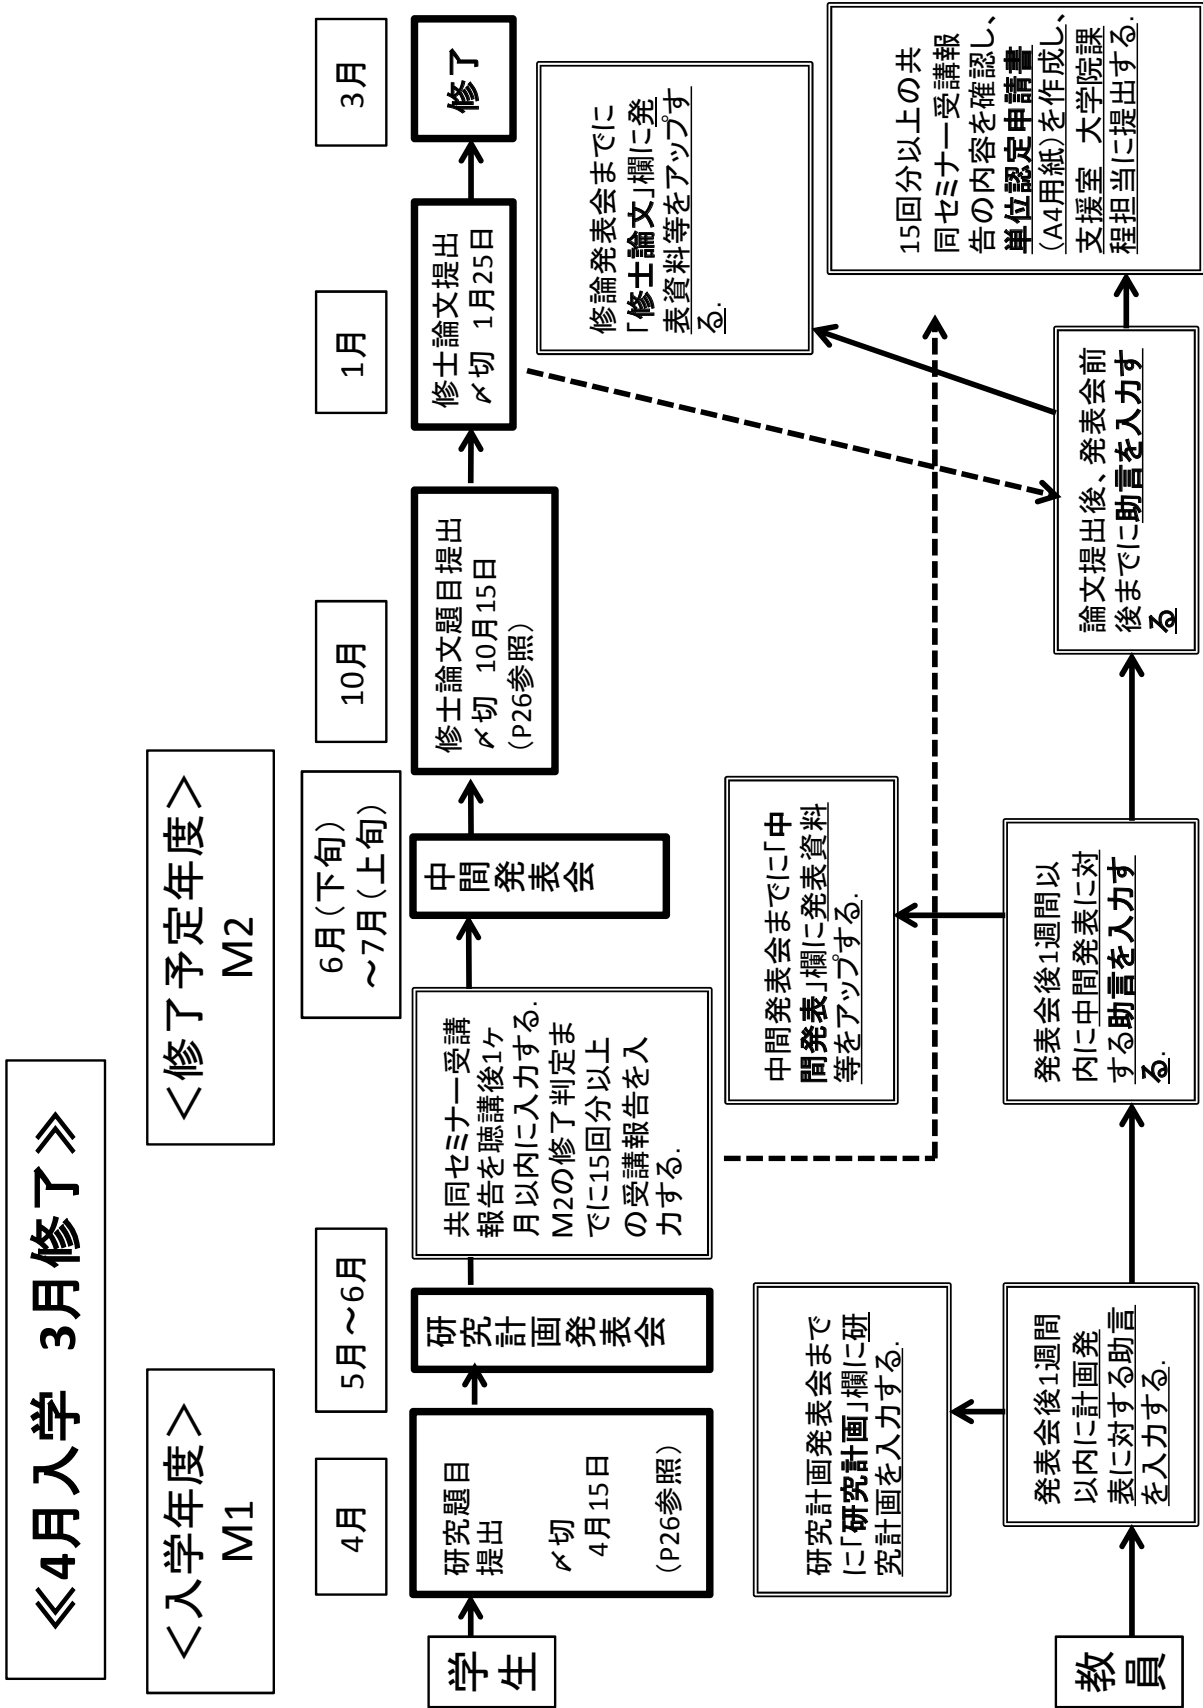 ≪4月入学 3月修了≫
＜入学年度＞
M1
＜修了予定年度＞
M2
4月
5月～6月
6月（下旬）
～7月（上旬）
10月
1月
3月
学
生
研究題目
提出
〆切
4月15日
（P26参照）
研究計画発表会
共同セミナー受講
報告を聴講後1ヶ
月以内に入力する.
M2の修了判定ま
でに15回分以上
の受講報告を入
力する.
中間発表会
修士論文題目提出
〆切 10月15日
（P26参照）
修士論文提出
〆切 1月25日
修了
研究計画発表会まで
に「研究計画」欄に研
究計画を入力する.
中間発表会までに「中
間発表」欄に発表資料
等をアップする.
修論発表会までに
「修士論文」欄に発
表資料等をアップす
る.
教
員
発表会後1週間
以内に計画発
表に対する助言
を入力する.
発表会後1週間以
内に中間発表に対
する助言を入力す
る.
論文提出後、発表会前
後までに助言を入力す
る
15回分以上の共
同セミナー受講報
告の内容を確認し、
単位認定申請書
（A4用紙）を作成し、
支援室 大学院課
程担当に提出する.